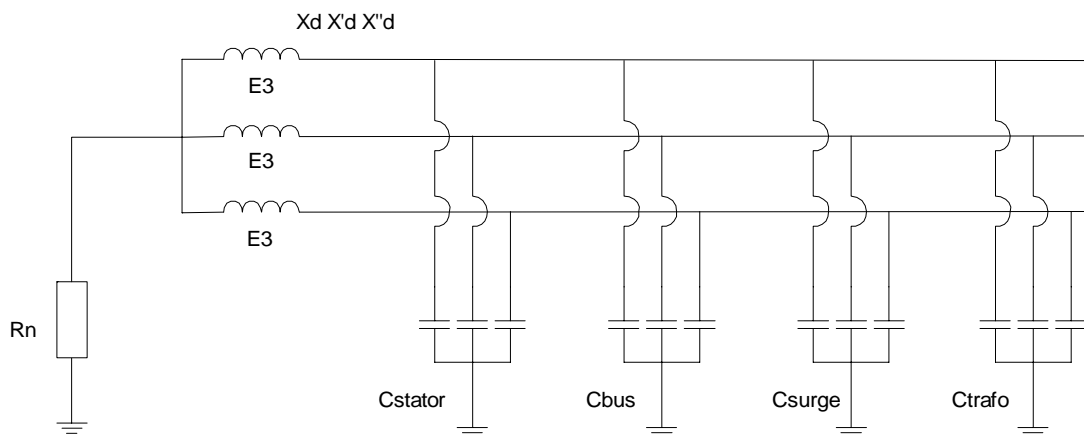 Xd X'd X''d
E3
E3
E3
Rn
Cstator
Cbus
Csurge
Ctrafo